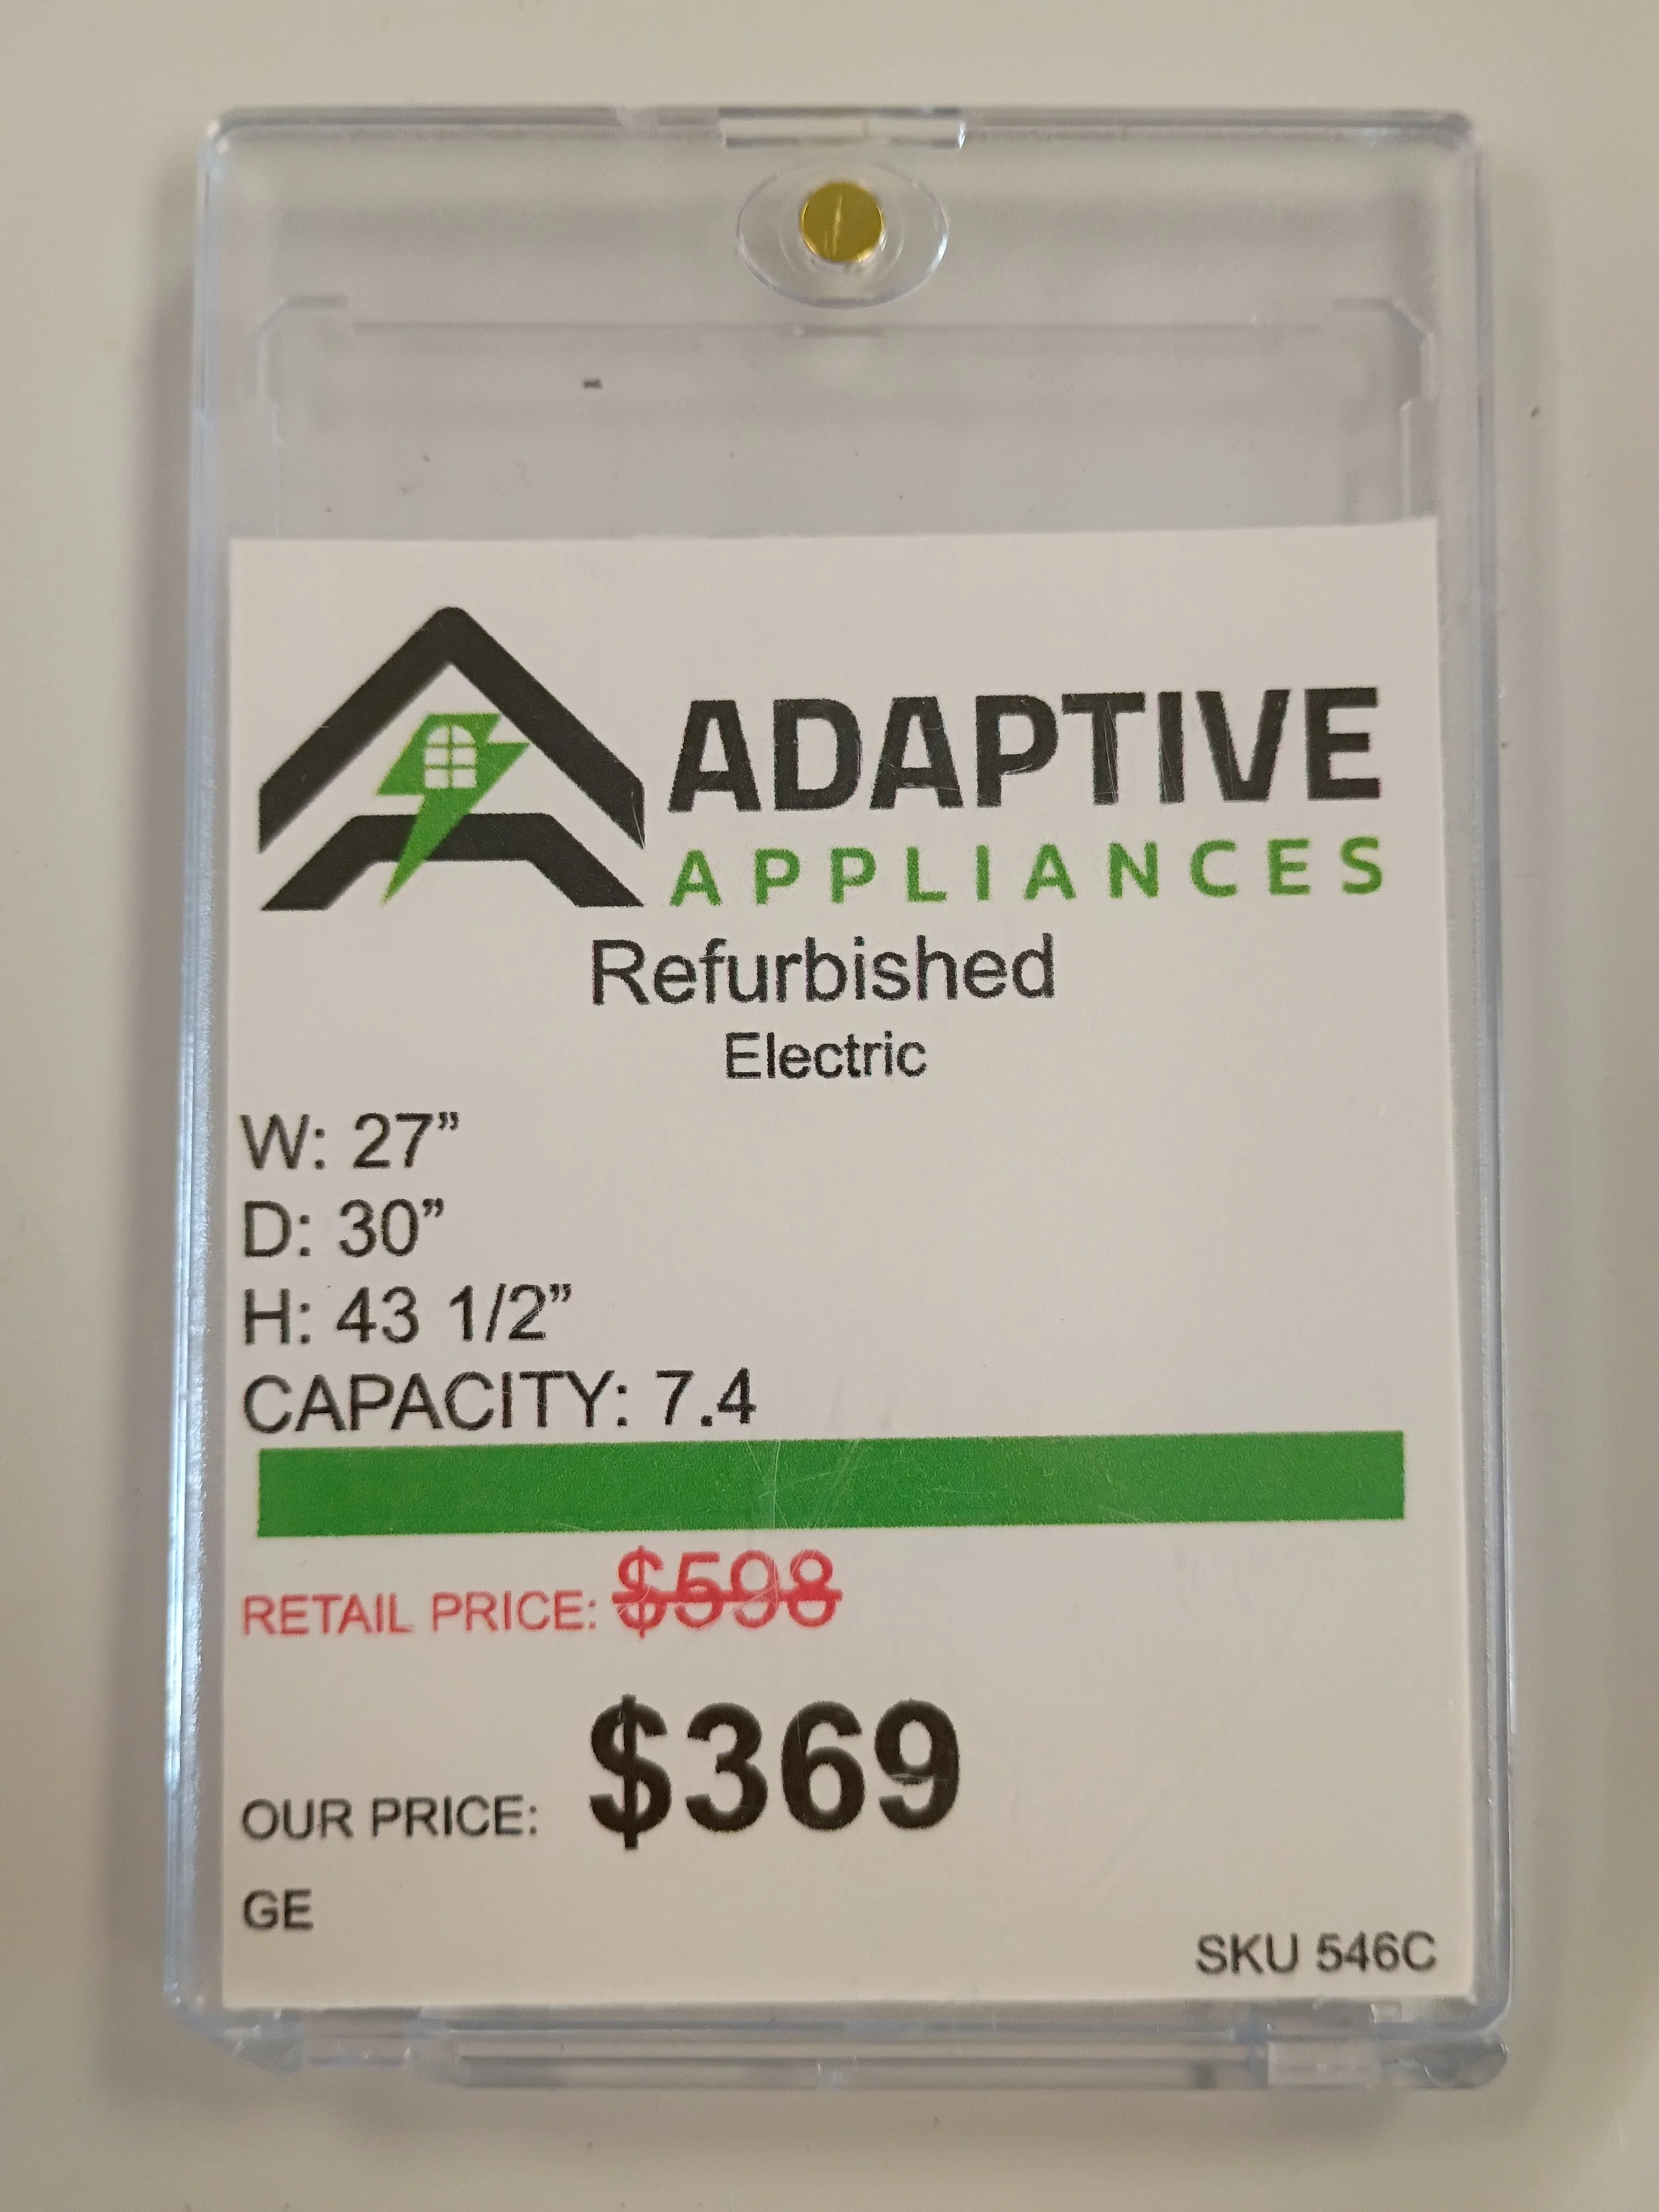 ADAPTIVE
APPLIANCES
Refurbished
Electric
W: 27”
D: 30”
H: 43 1/2”
CAPACITY: 7.4
RETAIL PRICE: $598
OUR PRICE: $369
GE
SKU 546C